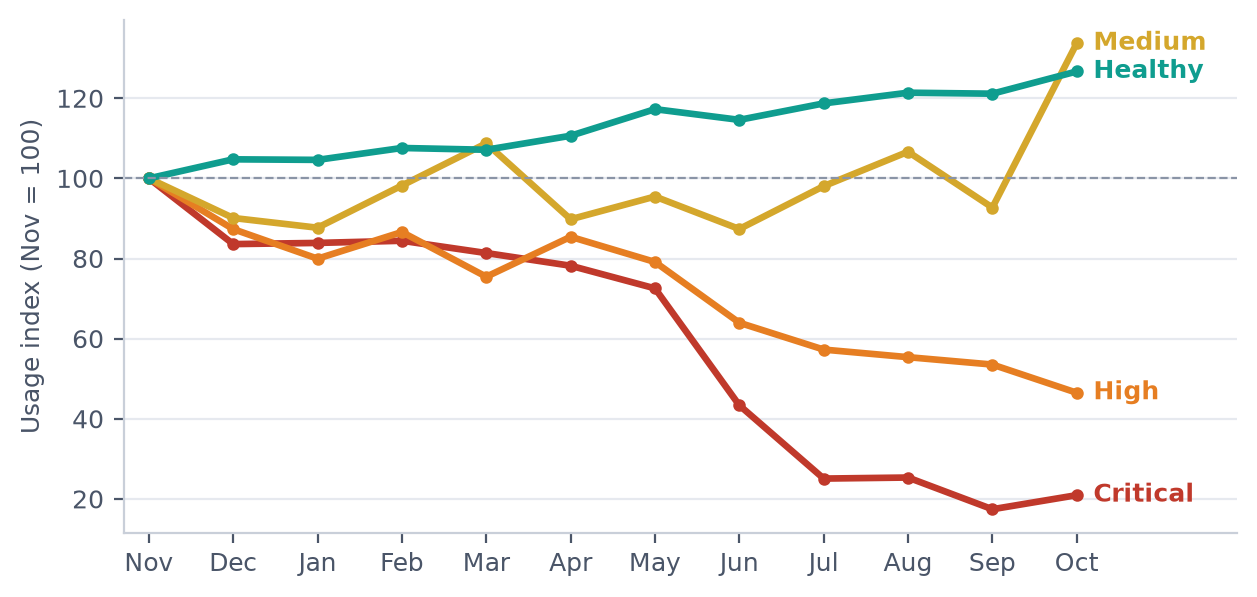 Usage index (Nov = 100)
120
100
80
60
40
20
Nov Dec Jan Feb Mar Apr May Jun Jul Aug Sep Oct
Medium
Healthy
High
Critical